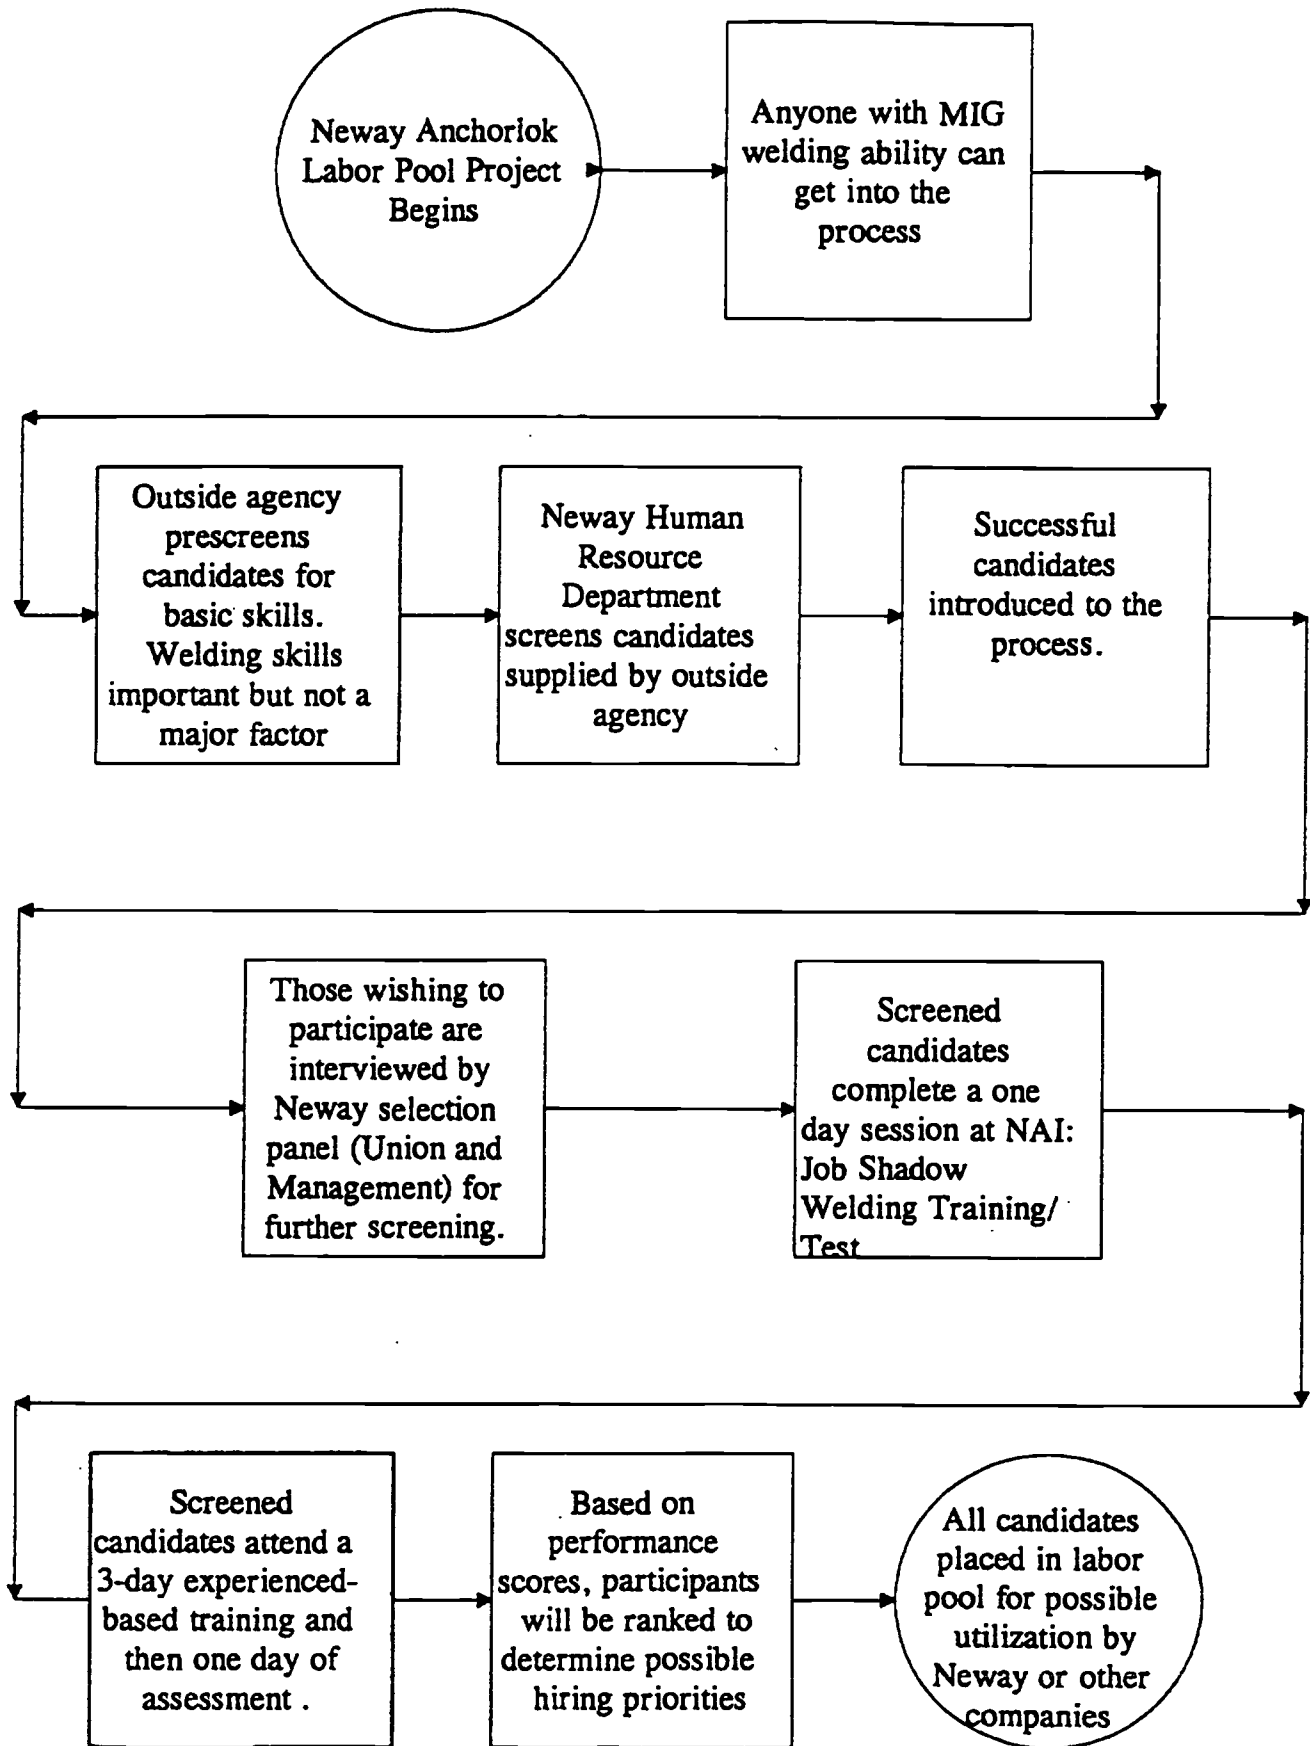 Neway Anchorlok
Labor Pool Project
Begins
Anyone with MIG
welding ability can
get into the
process
Outside agency
prescreens
candidates for
basic skills.
Welding skills
important but not a
major factor
Neway Human
Resource
Department
screens candidates
supplied by outside
agency
Successful
candidates
introduced to the
process.
Those wishing to
participate are
interviewed by
Neway selection
panel (Union and
Management) for
further screening.
Screened
candidates
complete a one
day session at NAI:
Job Shadow
Welding Training/
Test
Screened
candidates attend a
3-day experienced-
based training and
then one day of
assessment .
Based on
performance
scores, participants
will be ranked to
determine possible
hiring priorities
All candidates
placed in labor
pool for possible
utilization by
Neway or other
companies